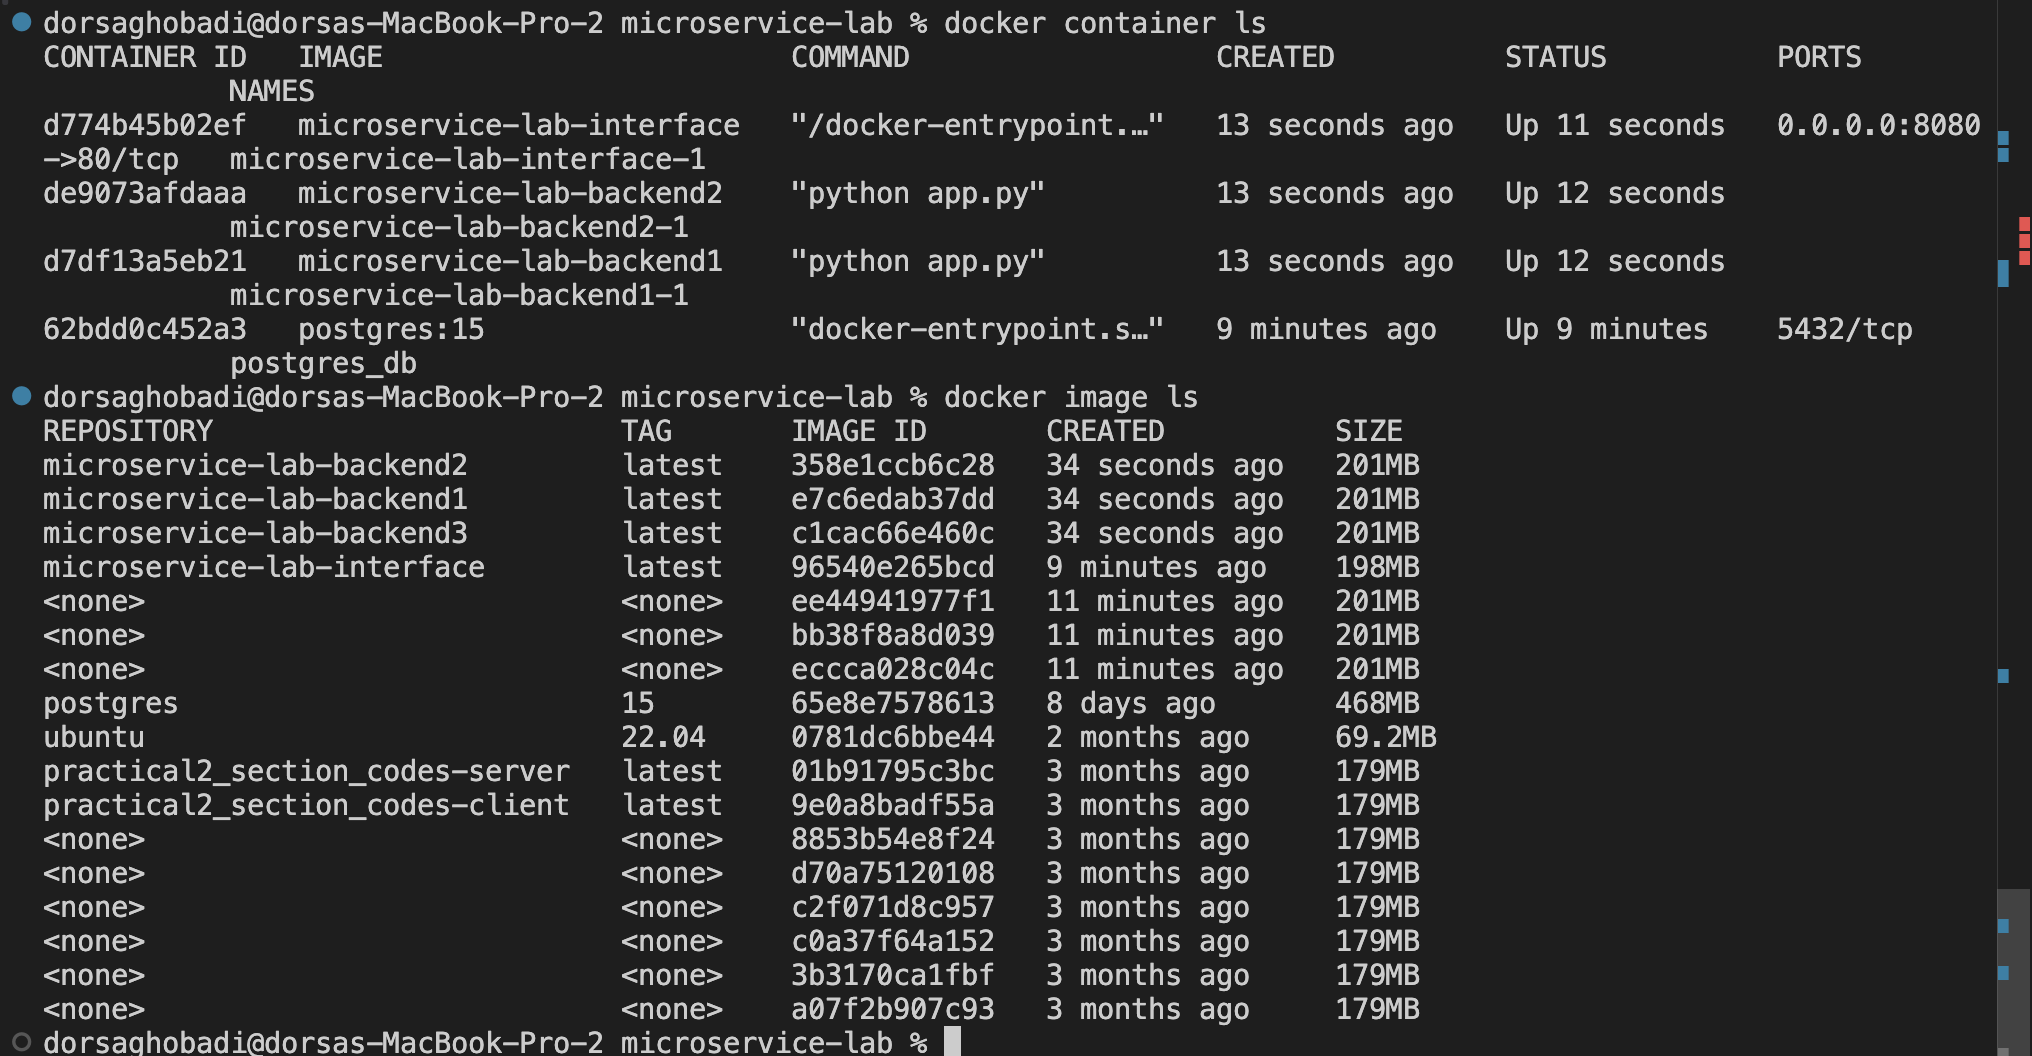 dorsaghobadi@dorsas-MacBook-Pro-2 microservice-lab % docker container ls
CONTAINER ID   IMAGE                        COMMAND                  CREATED          STATUS          PORTS
           NAMES
d774b45b02ef   microservice-lab-interface   "/docker-entrypoint.…"   13 seconds ago   Up 11 seconds   0.0.0.0:8080
->80/tcp   microservice-lab-interface-1
de9073afdaaa   microservice-lab-backend2    "python app.py"          13 seconds ago   Up 12 seconds
           microservice-lab-backend2-1
d7df13a5eb21   microservice-lab-backend1    "python app.py"          13 seconds ago   Up 12 seconds
           microservice-lab-backend1-1
62bdd0c452a3   postgres:15                  "docker-entrypoint.s…"   9 minutes ago    Up 9 minutes    5432/tcp
           postgres_db
dorsaghobadi@dorsas-MacBook-Pro-2 microservice-lab % docker image ls
REPOSITORY                        TAG       IMAGE ID       CREATED          SIZE
microservice-lab-backend2         latest    358e1ccb6c28   34 seconds ago   201MB
microservice-lab-backend1         latest    e7c6edab37dd   34 seconds ago   201MB
microservice-lab-backend3         latest    c1cac66e460c   34 seconds ago   201MB
microservice-lab-interface        latest    96540e265bcd   9 minutes ago    198MB
<none>                            <none>    ee44941977f1   11 minutes ago   201MB
<none>                            <none>    bb38f8a8d039   11 minutes ago   201MB
<none>                            <none>    eccca028c04c   11 minutes ago   201MB
postgres                          15        65e8e7578613   8 days ago       468MB
ubuntu                            22.04     0781dc6bbe44   2 months ago     69.2MB
practical2_section_codes-server   latest    01b91795c3bc   3 months ago     179MB
practical2_section_codes-client   latest    9e0a8badf55a   3 months ago     179MB
<none>                            <none>    8853b54e8f24   3 months ago     179MB
<none>                            <none>    d70a75120108   3 months ago     179MB
<none>                            <none>    c2f071d8c957   3 months ago     179MB
<none>                            <none>    c0a37f64a152   3 months ago     179MB
<none>                            <none>    3b3170ca1fbf   3 months ago     179MB
<none>                            <none>    a07f2b907c93   3 months ago     179MB
dorsaghobadi@dorsas-MacBook-Pro-2 microservice-lab %